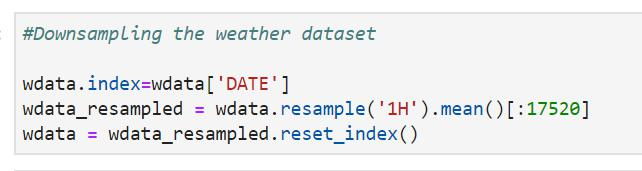 #Downsampling the weather dataset
wdata.index=wdata['DATE']
wdata_resampled = wdata.resample('1H').mean()[:17520]
wdata = wdata_resampled.reset_index()